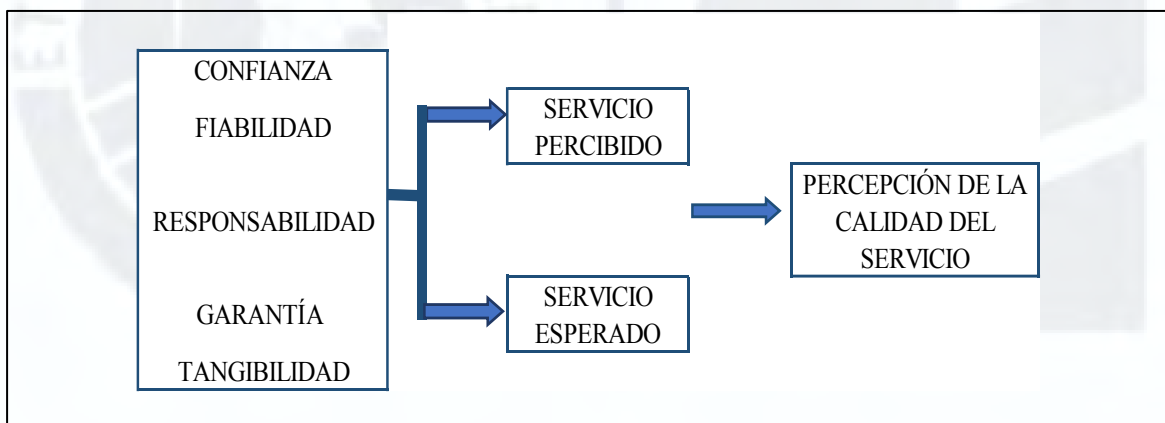 CONFIANZA
FIABILIDAD
RESPONSABILIDAD
GARANTÍA
TANGIBILIDAD
SERVICIO
PERCIBIDO
SERVICIO
ESPERADO
PERCEPCIÓN DE LA
CALIDAD DEL
SERVICIO